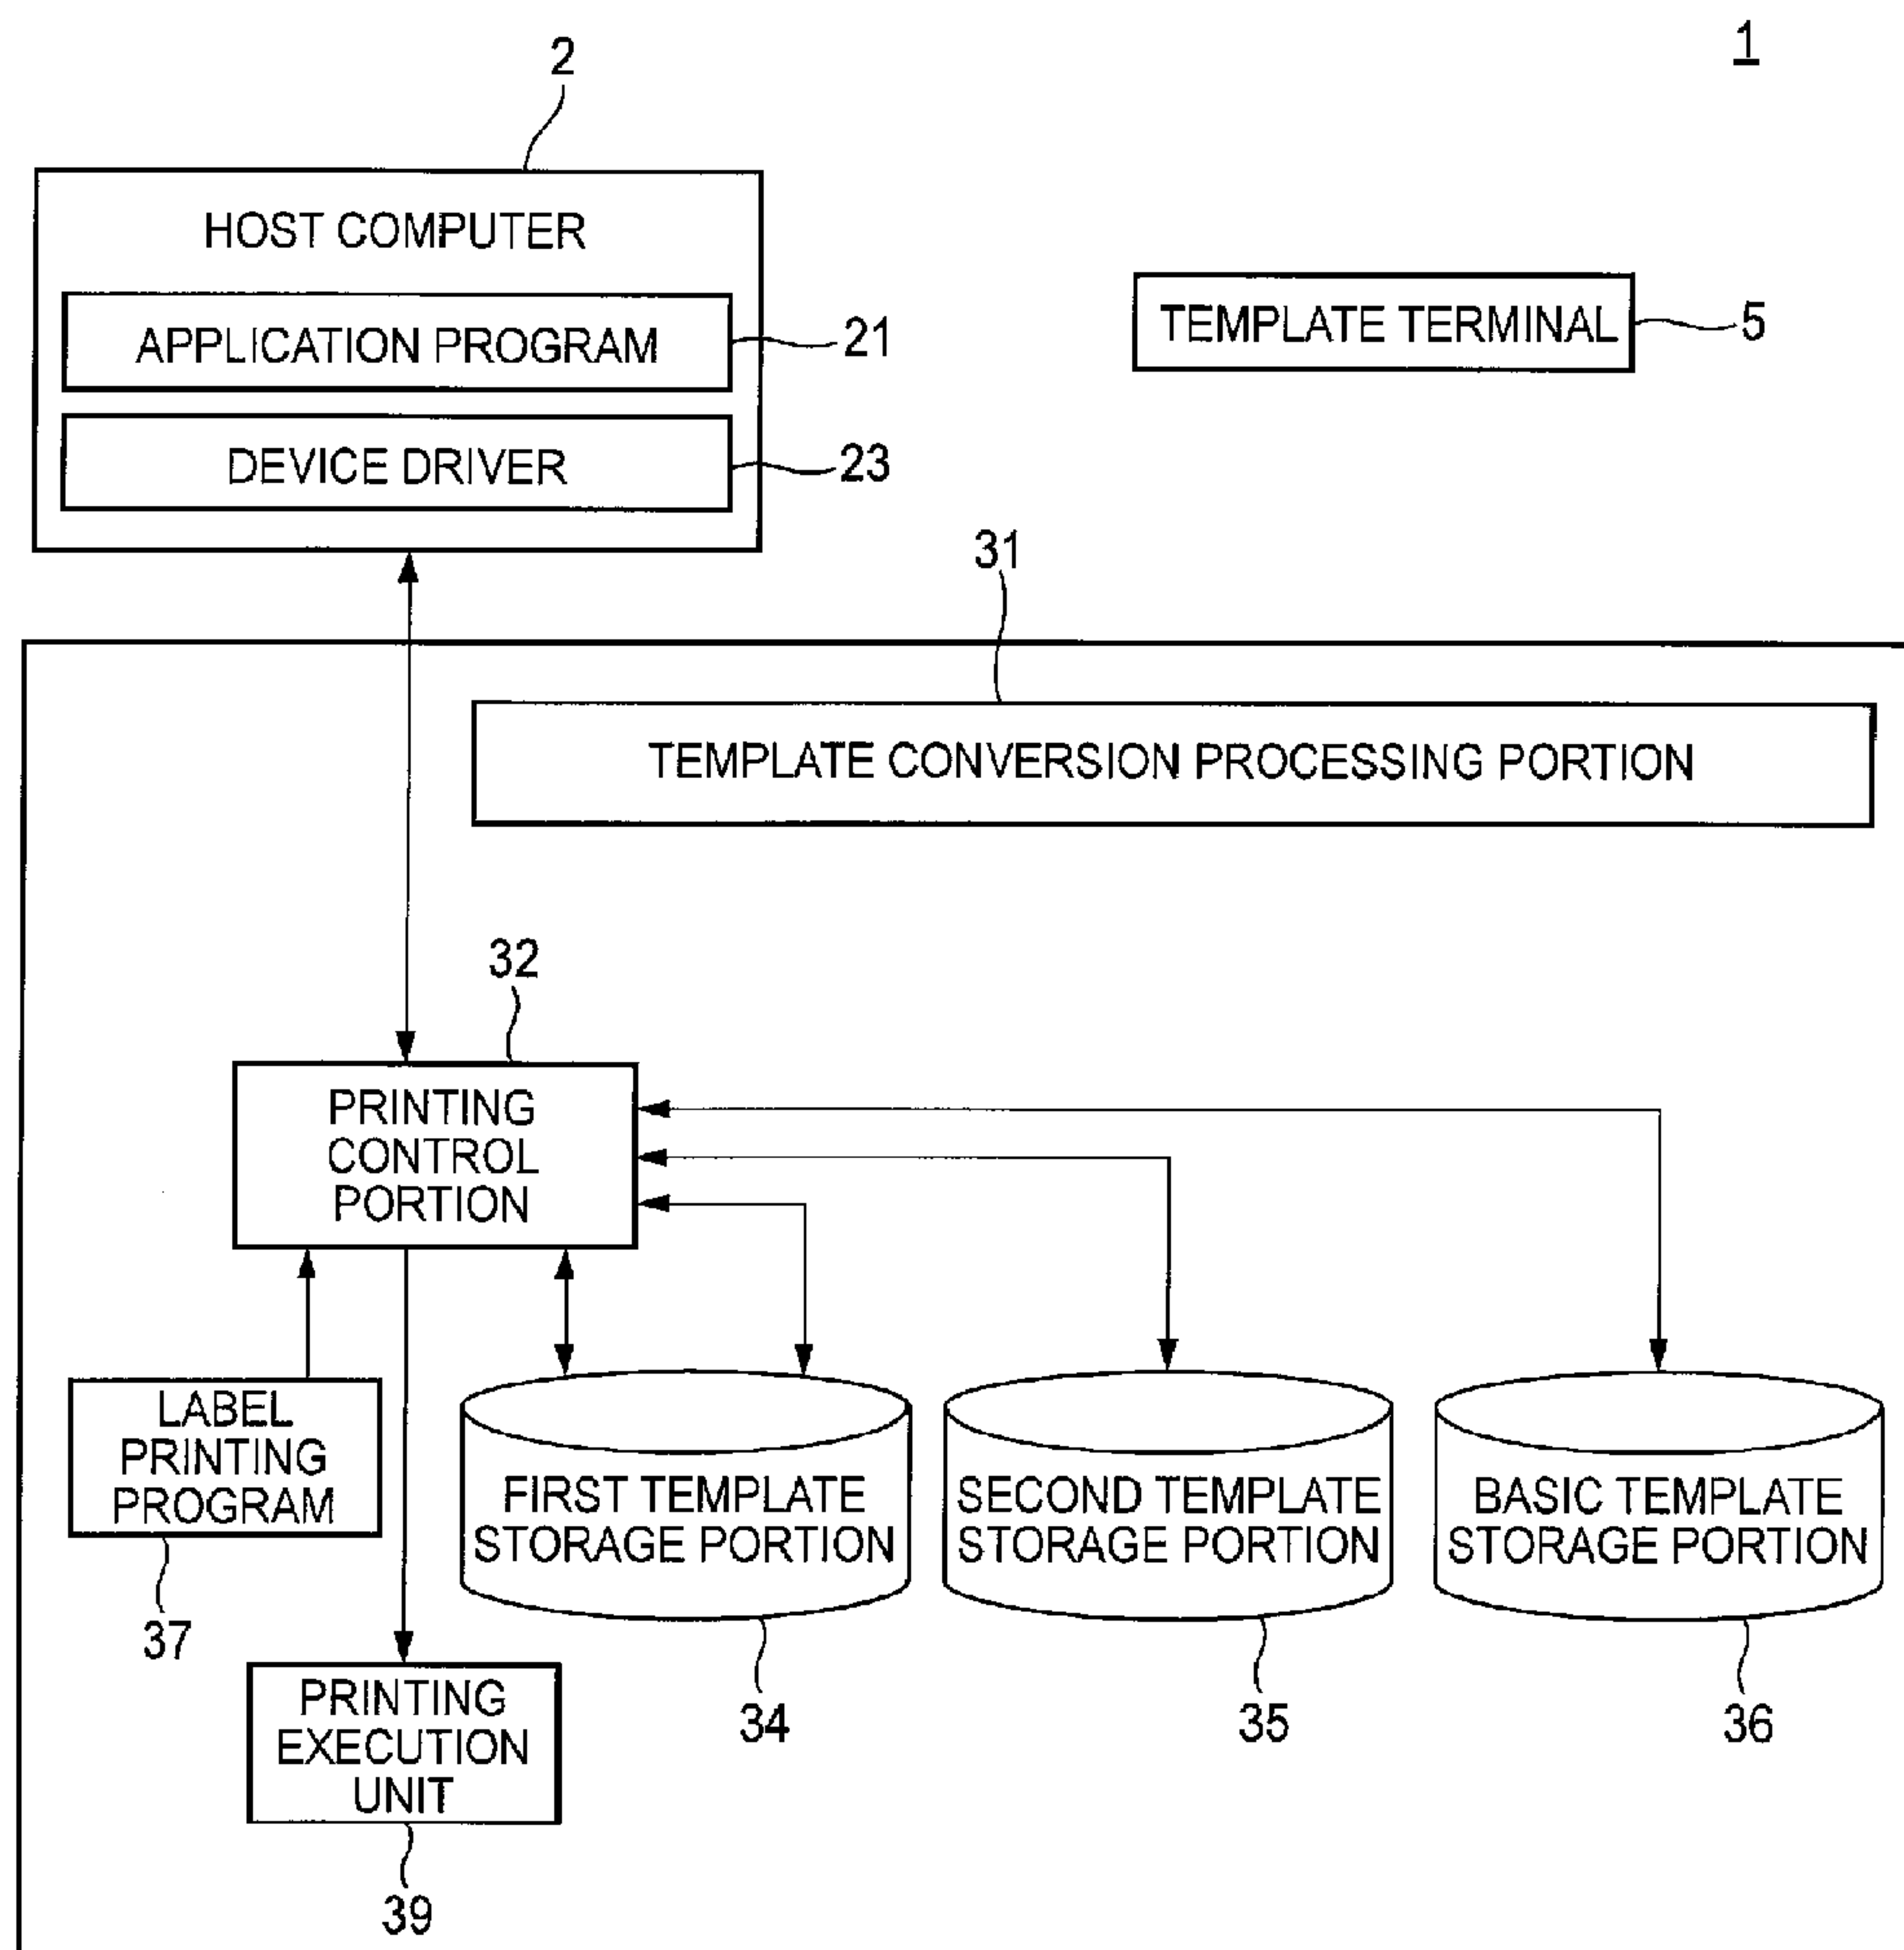 1
2
HOST COMPUTER
APPLICATION PROGRAM
21
DEVICE DRIVER
23
TEMPLATE TERMINAL
5
31
TEMPLATE CONVERSION PROCESSING PORTION
32
PRINTING
CONTROL
PORTION
LABEL
PRINTING
PROGRAM
37
FIRST TEMPLATE
STORAGE PORTION
34
SECOND TEMPLATE
STORAGE PORTION
35
BASIC TEMPLATE
STORAGE PORTION
36
PRINTING
EXECUTION
UNIT
39